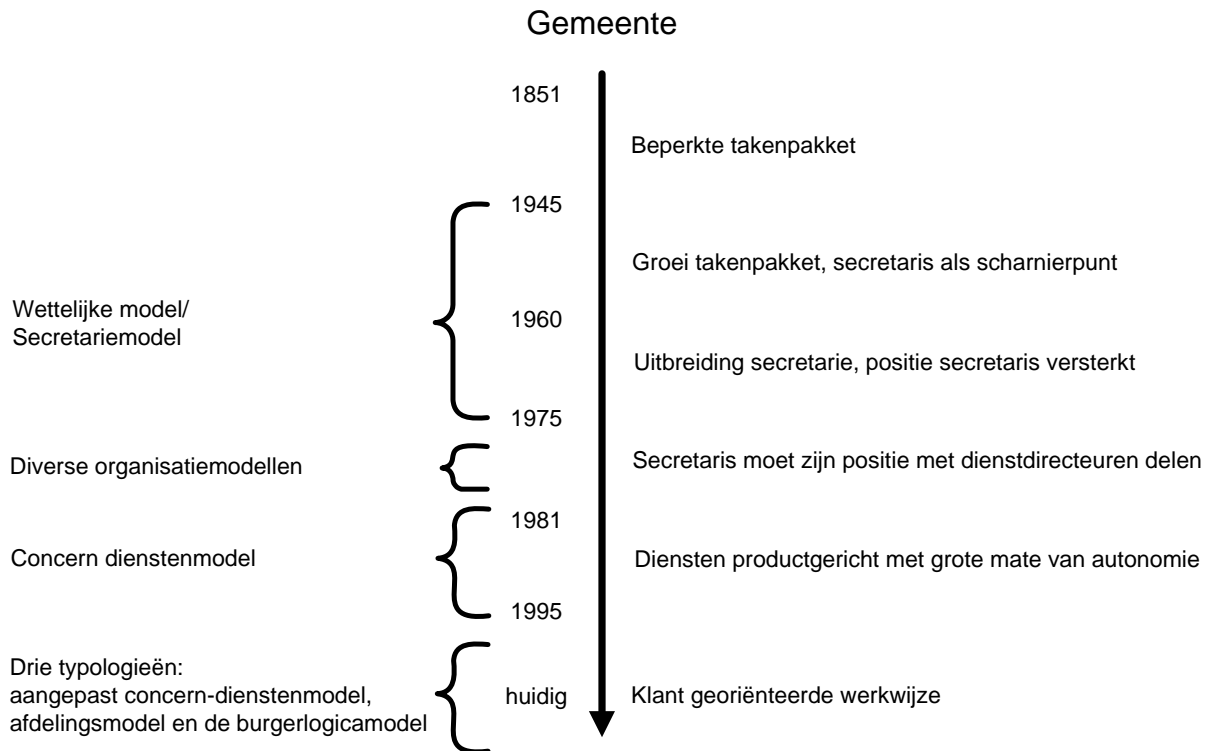 Gemeente
1851
Beperkte takenpakket
1945
Groei takenpakket, secretaris als scharnierpunt
Wettelijke model/
Secretariemodel
1960
Uitbreiding secretarie, positie secretaris versterkt
1975
Diverse organisatiemodellen
Secretaris moet zijn positie met dienstdirecteuren delen
1981
Concern dienstenmodel
Diensten productgericht met grote mate van autonomie
1995
Drie typologieën:
aangepast concern-dienstenmodel,
afdelingsmodel en de burgerlogicamodel
huidig
Klant georiënteerde werkwijze